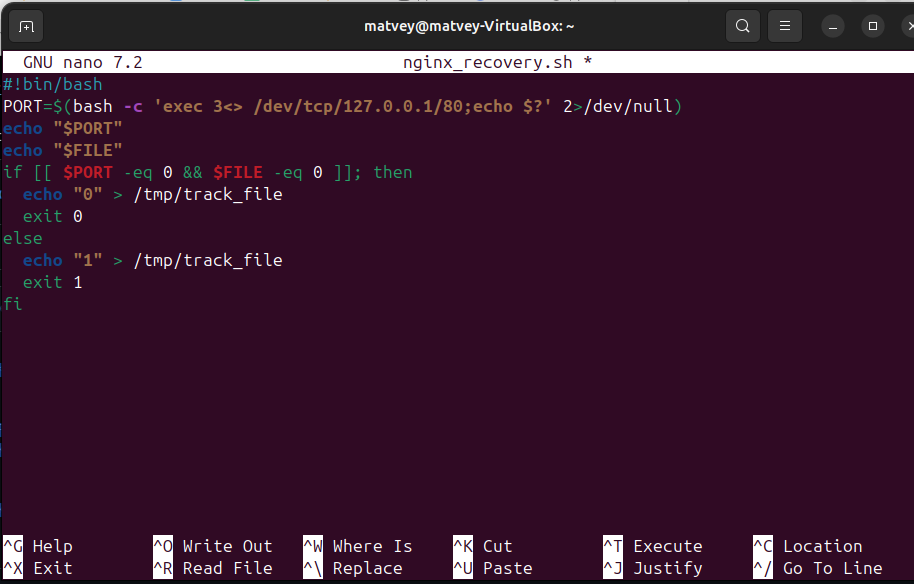 matvey@matvey-VirtualBox: ~
GNU nano 7.2 nginx_recovery.sh *
#!bin/bash
PORT=$(bash -c 'exec 3<> /dev/tcp/127.0.0.1/80;echo $?' 2>/dev/null)
echo "$PORT"
echo "$FILE"
if [[ $PORT -eq 0 && $FILE -eq 0 ]]; then
  echo "0" > /tmp/track_file
  exit 0
else
  echo "1" > /tmp/track_file
  exit 1
fi
^G Help ^O Write Out ^W Where Is ^K Cut ^T Execute ^C Location
^X Exit ^R Read File ^\ Replace ^U Paste ^J Justify ^/ Go To Line